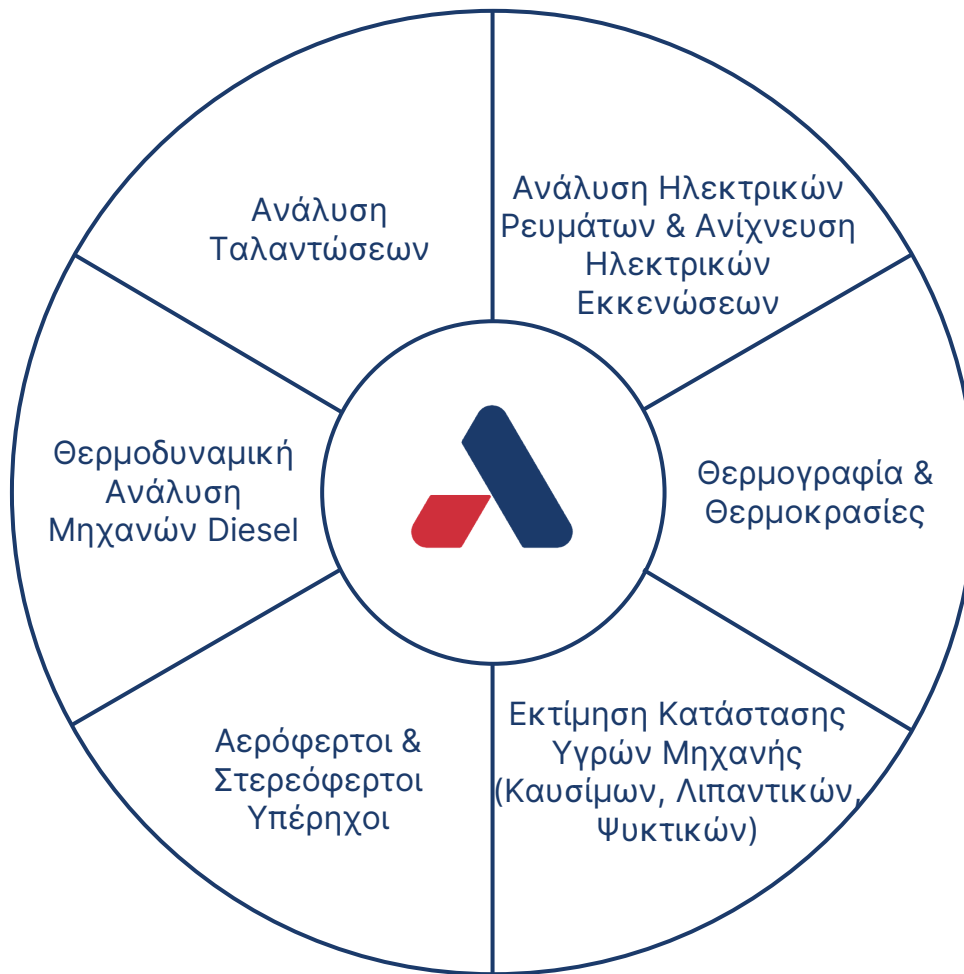 Ανάλυση
Ταλαντώσεων
Ανάλυση Ηλεκτρικών
Ρευμάτων & Ανίχνευση
Ηλεκτρικών
Εκκενώσεων
Θερμοδυναμική
Ανάλυση
Μηχανών Diesel
Θερμογραφία &
Θερμοκρασίες
Αερόφερτοι &
Στερεόφερτοι
Υπέρηχοι
Εκτίμηση Κατάστασης
Υγρών Μηχανής
(Καυσίμων, Λιπαντικών,
Ψυκτικών)